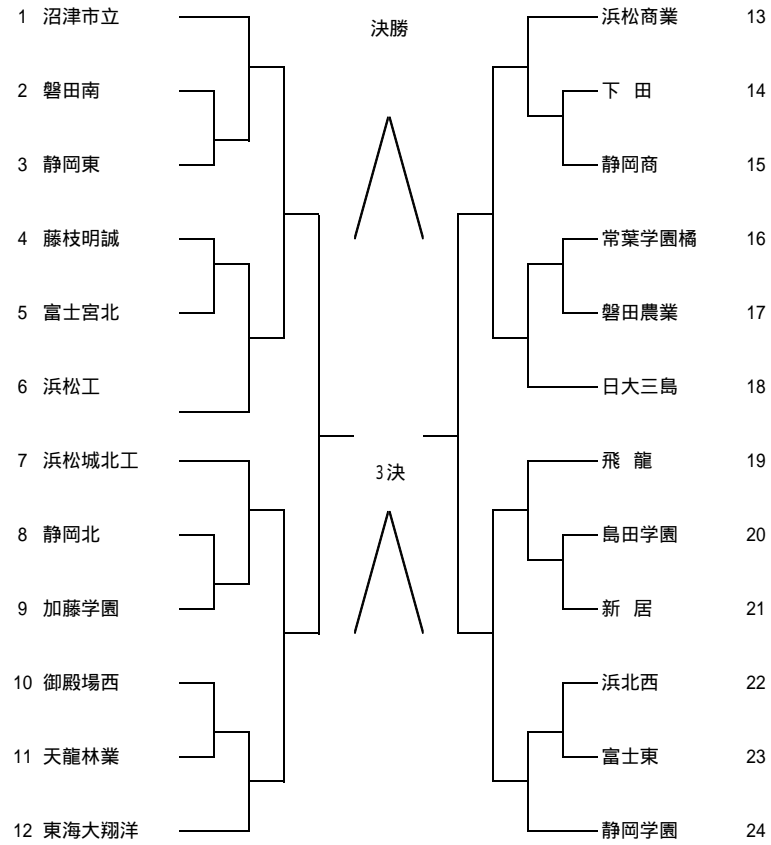 決勝
1 沼津市立
2 磐田南
3 静岡東
4 藤枝明誠
5 富士宮北
6 浜松工
7 浜松城北工
8 静岡北
9 加藤学園
10 御殿場西
11 天龍林業
12 東海大翔洋
3決
浜松商業 13
下 田 14
静岡商 15
常葉学園橘 16
磐田農業 17
日大三島 18
飛 龍 19
島田学園 20
新 居 21
浜北西 22
富士東 23
静岡学園 24